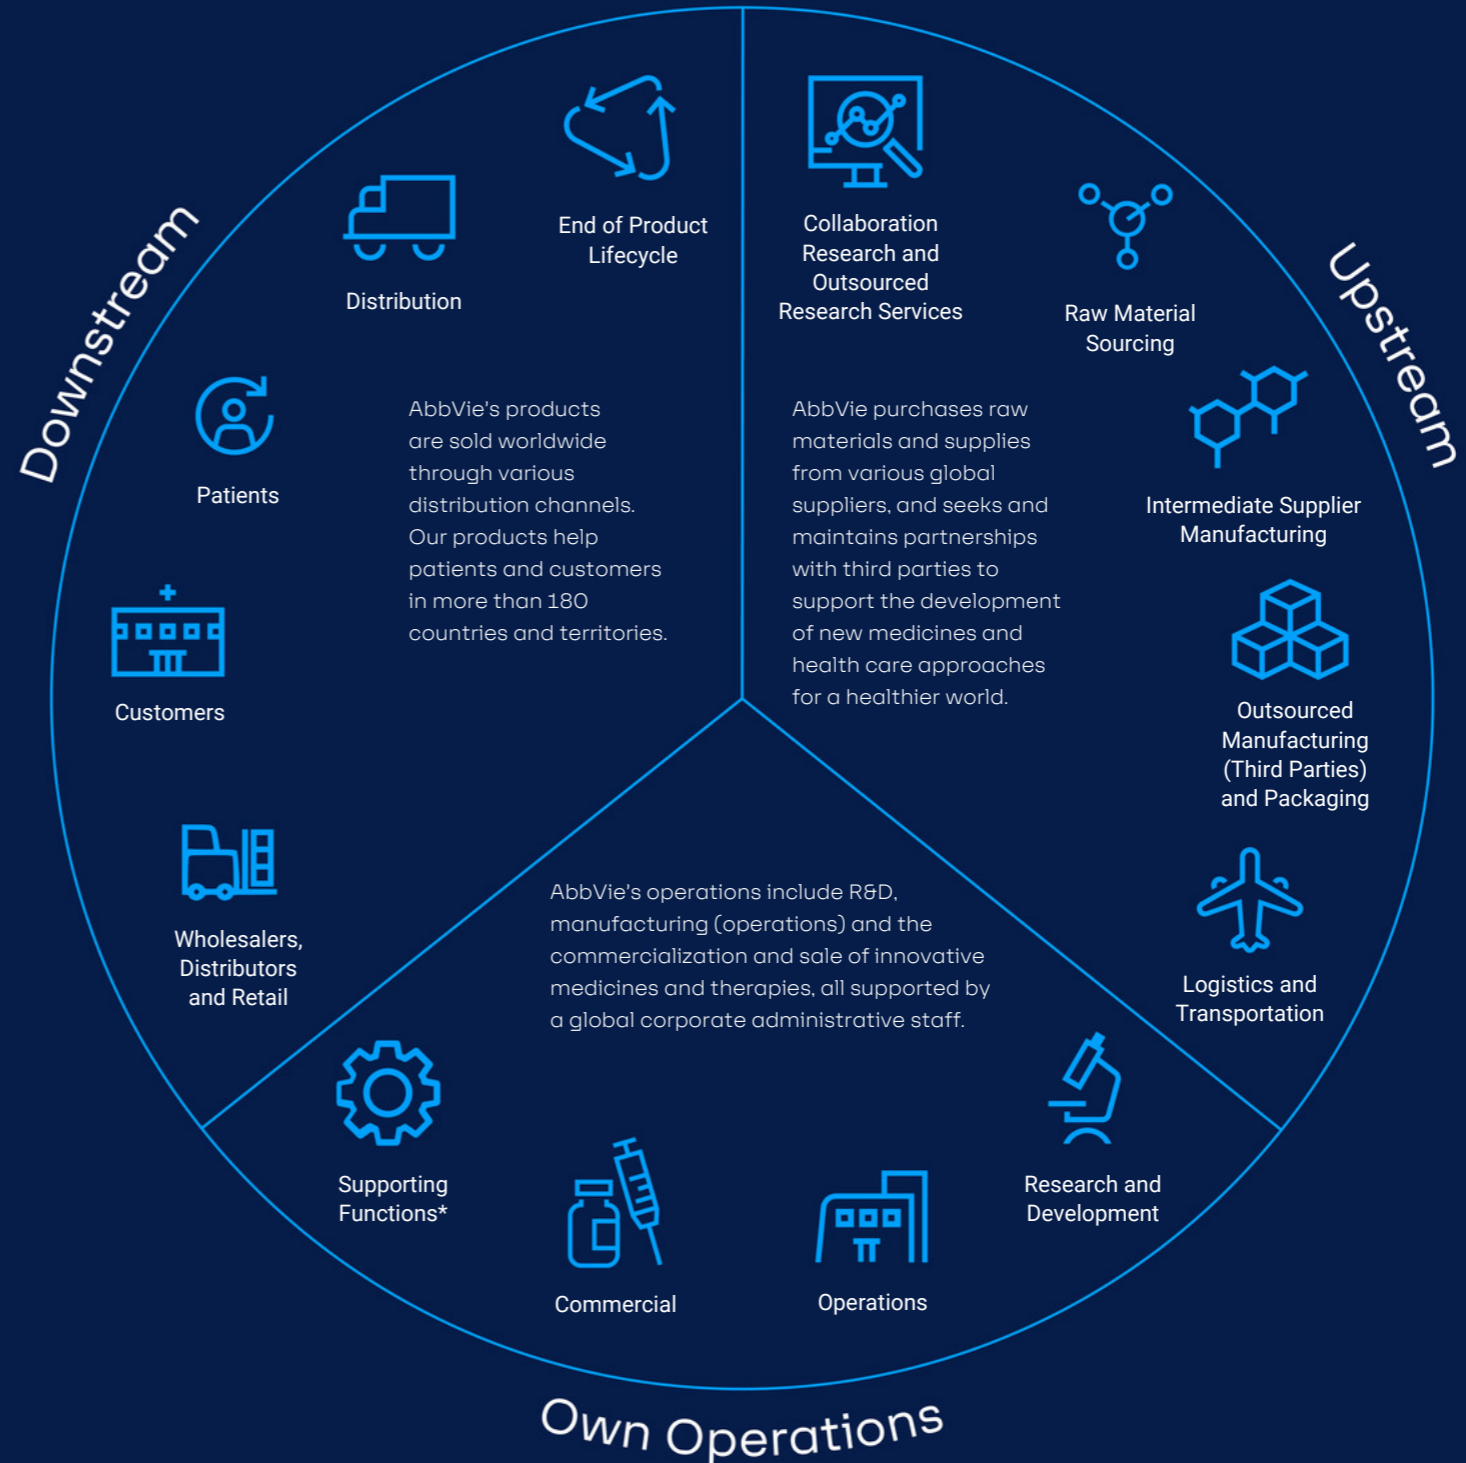 Downstream
End of Product
Lifecycle
Distribution
Patients
Customers
Wholesalers,
Distributors
and Retail
AbbVie's products
are sold worldwide
through various
distribution channels.
Our products help
patients and customers
in more than 180
countries and territories.
Upstream
Collaboration
Research and
Outsourced
Research Services
Raw Material
Sourcing
Intermediate Supplier
Manufacturing
Outsourced
Manufacturing
(Third Parties)
and Packaging
Logistics and
Transportation
AbbVie purchases raw
materials and supplies
from various global
suppliers, and seeks and
maintains partnerships
with third parties to
support the development
of new medicines and
health care approaches
for a healthier world.
AbbVie's operations include R&D,
manufacturing (operations) and the
commercialization and sale of innovative
medicines and therapies, all supported by
a global corporate administrative staff.
Supporting
Functions*
Commercial
Operations
Research and
Development
Own Operations